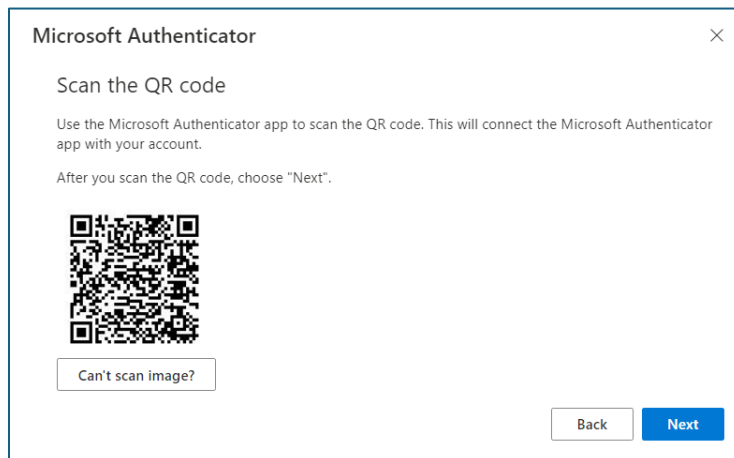 Microsoft Authenticator
Scan the QR code
Use the Microsoft Authenticator app to scan the QR code. This will connect the Microsoft Authenticator
app with your account.
After you scan the QR code, choose "Next".
Can't scan image?
Back
Next